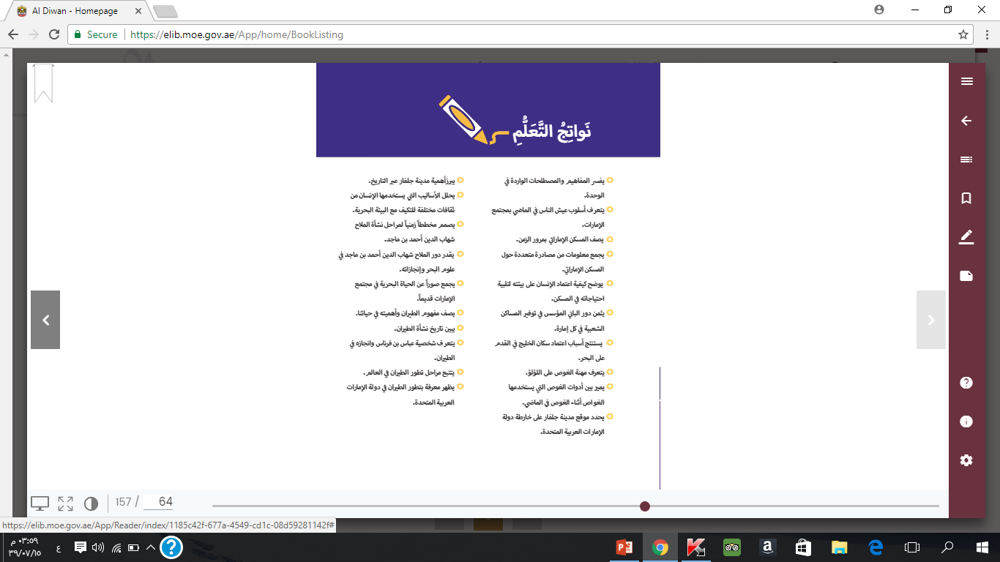 Al Diwan - Homepage
Secure
https://elib.moe.gov.ae/App/home/BookListing
نَواتِجُ التَّعَلُّمِ
يفسر المفاهيم والمصطلحات الواردة في
الوحدة.
يتعرف أسلوب عيش الناس في الماضي بمجتمع
الإمارات.
يصف المسكن الإماراتي بمرور الزمن.
يجمع معلومات من مصادرة متعددة حول
المسكن الإماراتي.
يوضح كيفية اعتماد الإنسان على بيئته لتلبية
احتياجاته في المسكن.
يثمن دور الباني المؤسس في توفير المساكن
الشعبية في كل إمارة.
يستنتج أسباب اعتماد سكان الخليج في القدم
على البحر.
يتعرف مهنة الغوص على اللؤلؤ.
يميز بين أدوات الغوص التي يستخدمها
الغواص أثناء الغوص في الماضي.
يحدد موقع مدينة جلفار على خارطة دولة
الإمارات العربية المتحدة.
يبرزأهمية مدينة جلفار عبر التاريخ.
يحلل الأساليب التي يستخدمها الإنسان من
ثقافات مختلفة للتكيف مع البيئة البحرية.
يصمم مخططاً زمنياً لمراحل نشأة الملاح
شهاب الدين أحمد بن ماجد.
يقدر دور الملاح شهاب الدين أحمد بن ماجد في
علوم البحر وإنجازاته.
يجمع صوراً عن الحياة البحرية في مجتمع
الإمارات قديماً.
يصف مفهوم الطيران وأهميته في حياتنا.
يبين تاريخ نشأة الطيران.
يتعرف شخصية عباس بن فرناس وانجازه في
الطيران.
يتتبع مراحل تطور الطيران في العالم.
يظهر معرفة بتطور الطيران في دولة الإمارات
العربية المتحدة.
157 / 64
https://elib.moe.gov.ae/App/Reader/index/1185c42f-677a-4549-cd1c-08d59281142f#
٠٣:٥٩ م
٣٩/٠٧/١٥
ع